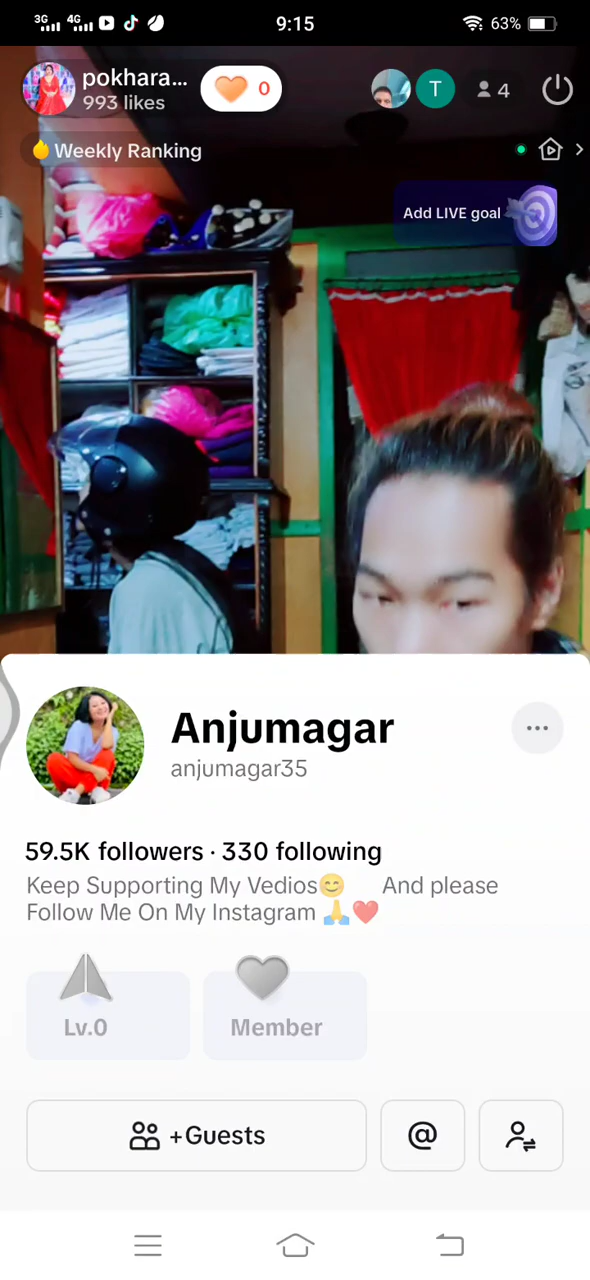 3G 4G 9:15 63%
pokhara... 0 T 4
993 likes
Weekly Ranking
Add LIVE goal
Anjumagar
anjumagar35
59.5K followers · 330 following
Keep Supporting My Vedios😊 And please
Follow Me On My Instagram 🙏❤️
Lv.0 Member
+Guests @